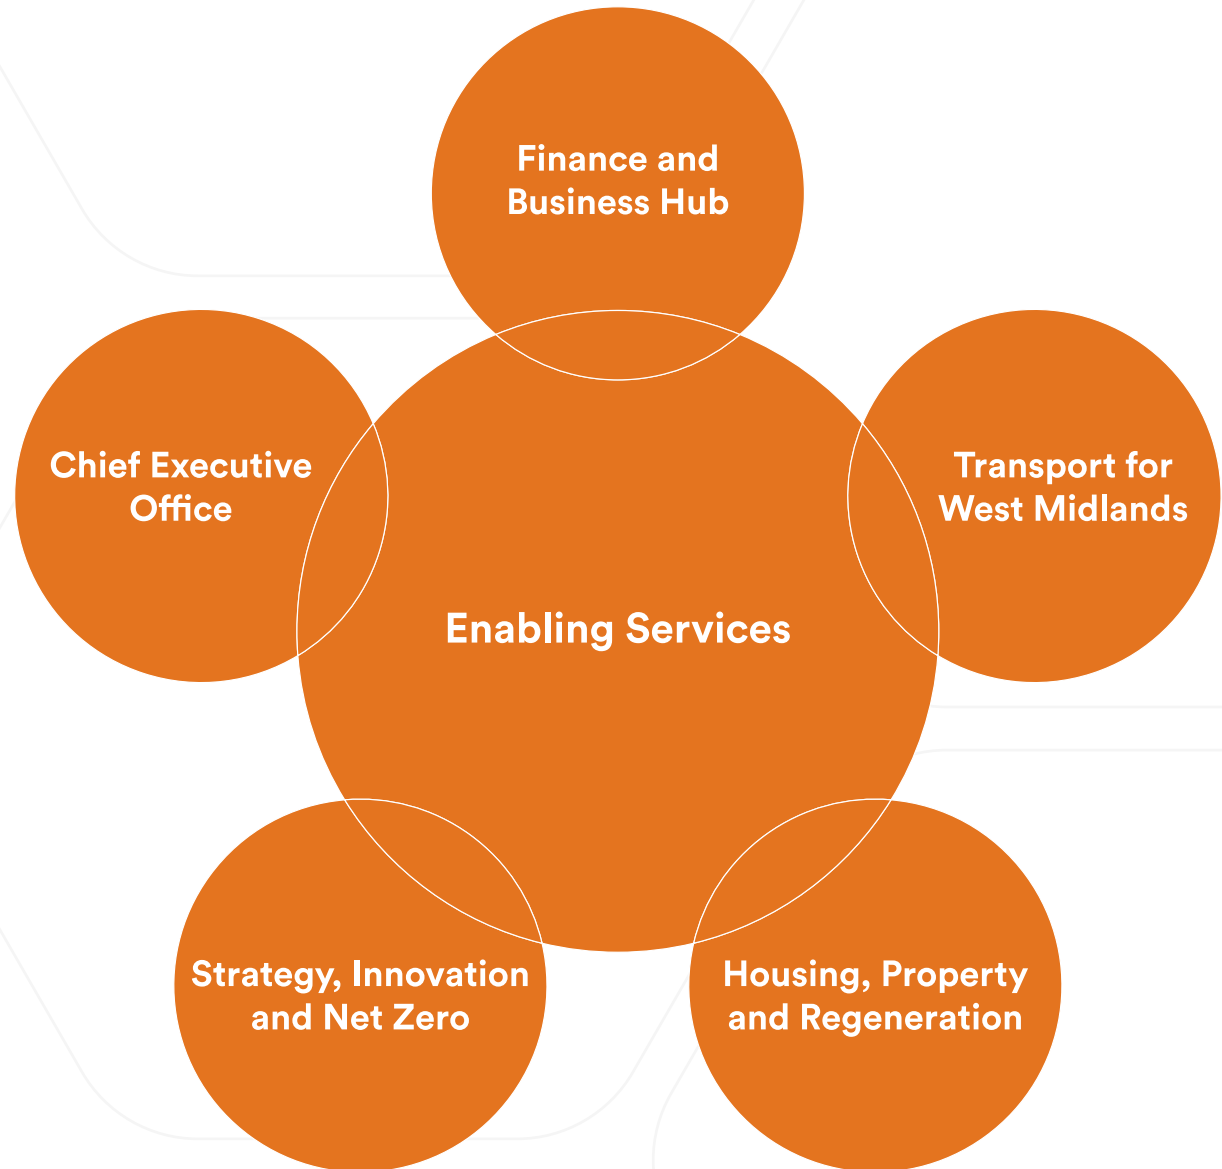 Finance and
Business Hub
Chief Executive
Office
Transport for
West Midlands
Enabling Services
Strategy, Innovation
and Net Zero
Housing, Property
and Regeneration